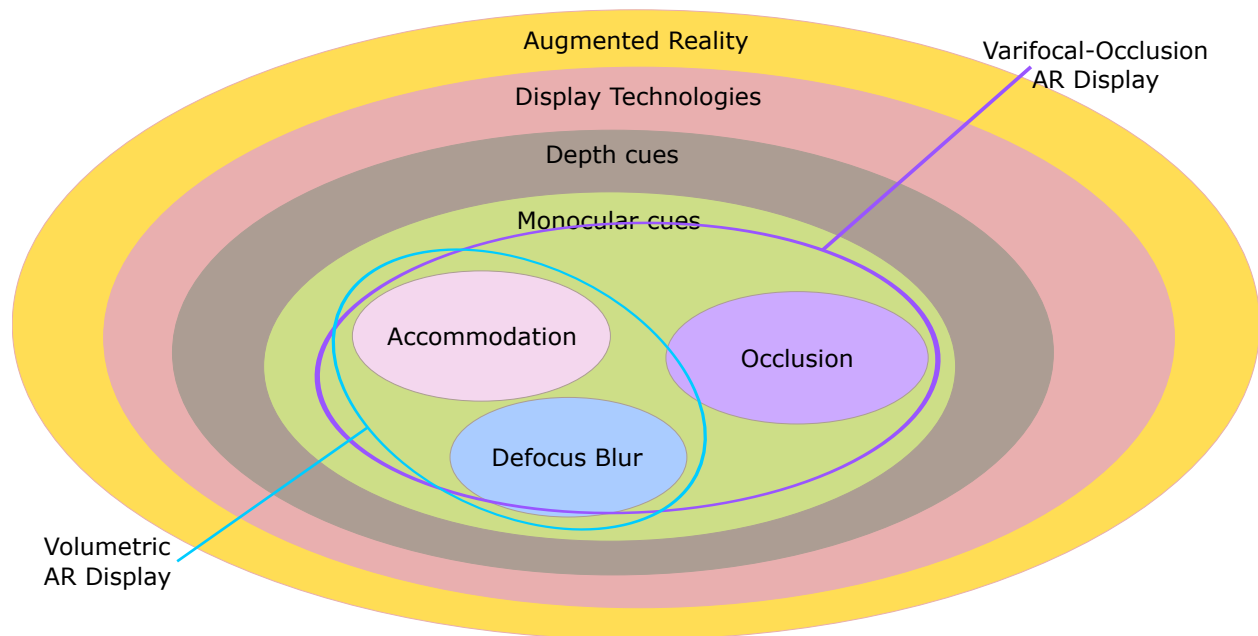 Augmented Reality
Varifocal-Occlusion
AR Display
Display Technologies
Depth cues
Monocular cues
Accommodation
Occlusion
Defocus Blur
Volumetric
AR Display